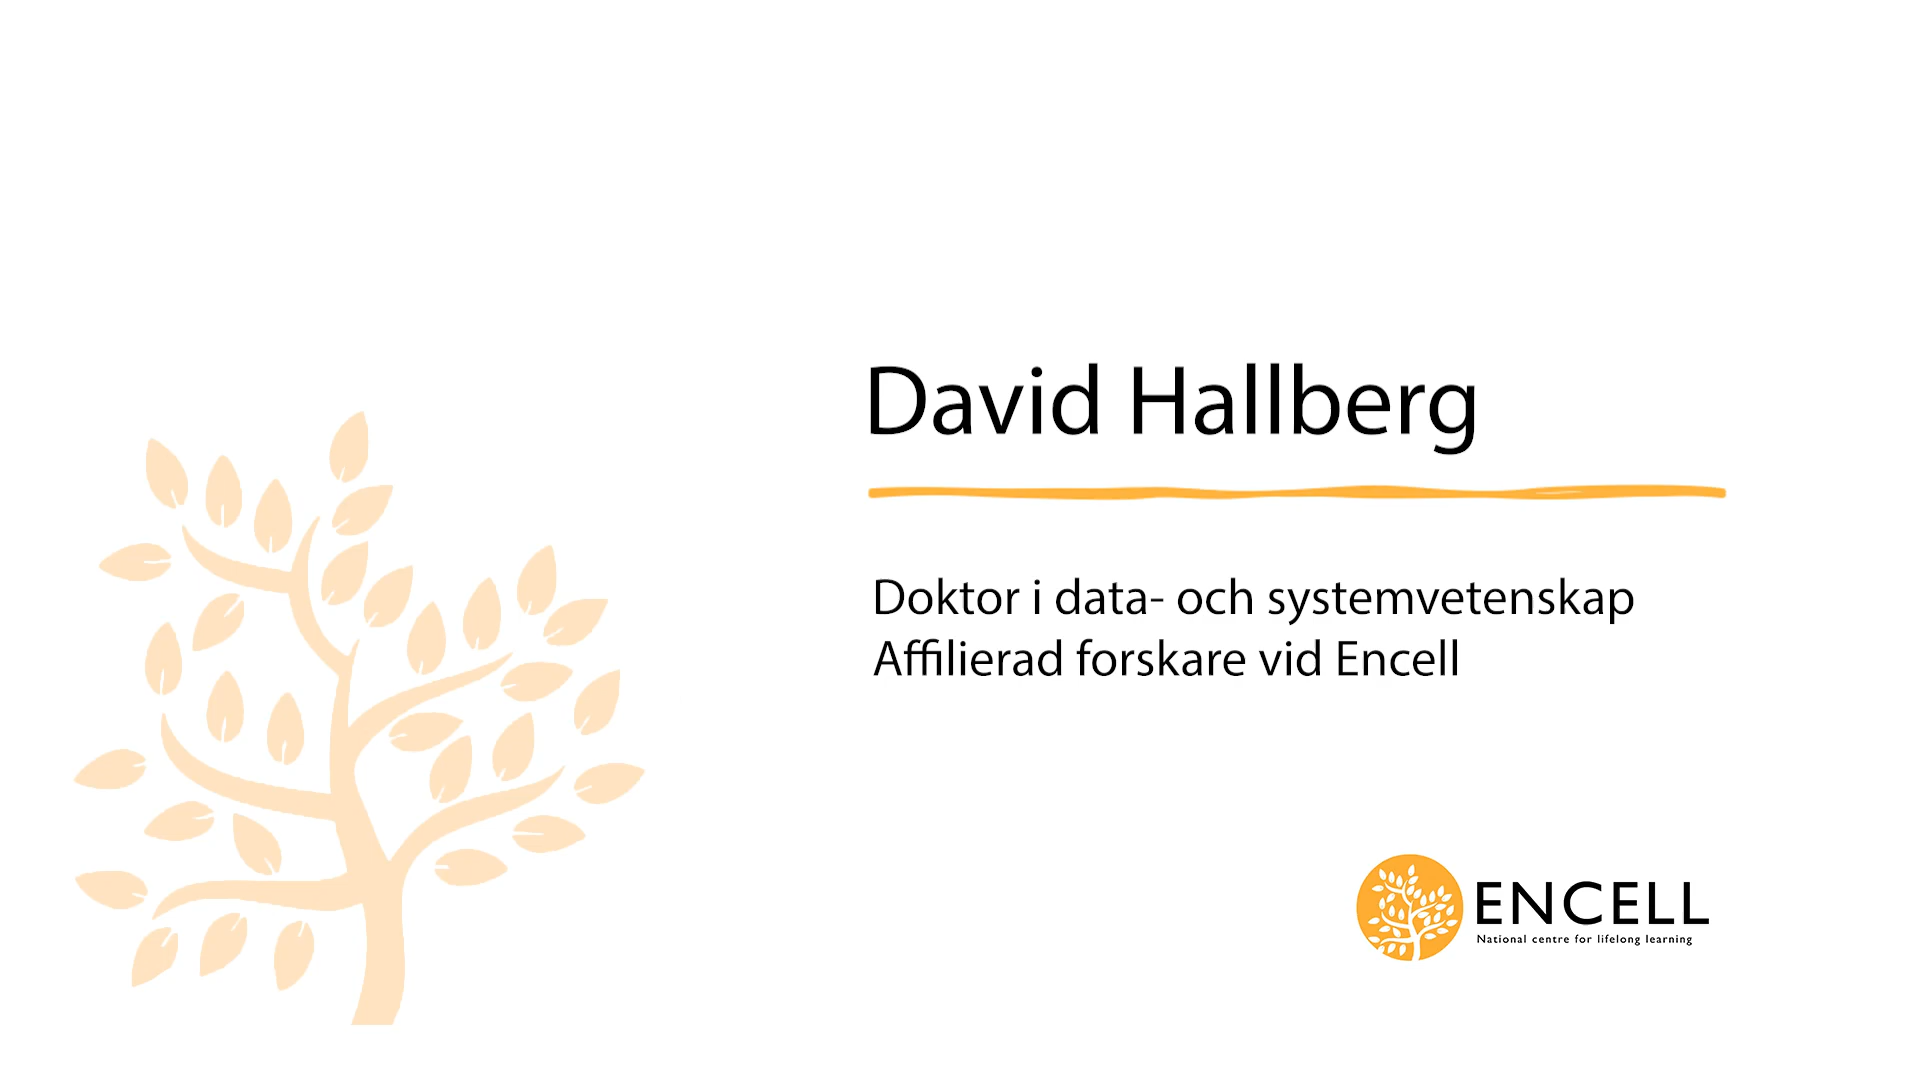 David Hallberg
Doktor i data- och systemvetenskap
Affilierad forskare vid Encell
ENCELL
National centre for lifelong learning